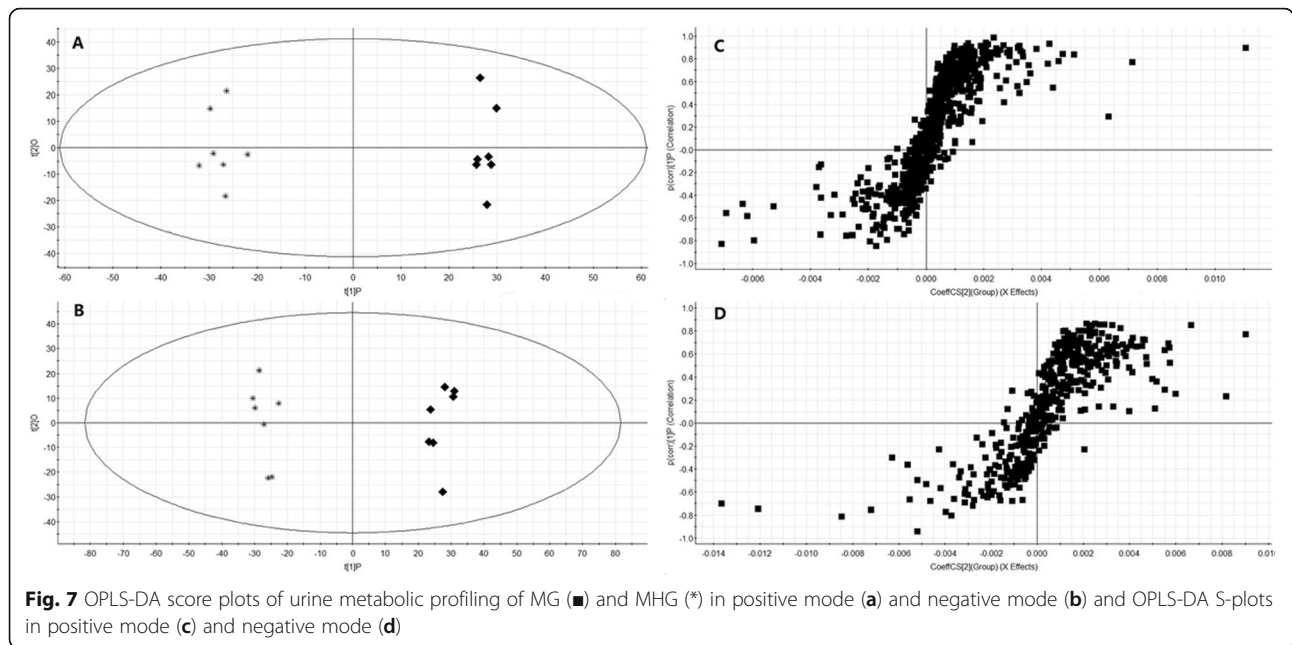 A
40
30
20
10
0
-10
-20
-30
-40
t[2]O
-60 -50 -40 -30 -20 -10 0 10 20 30 40 50 60
t[1]P
B
40
30
20
10
0
-10
-20
-30
-40
t[2]O
-80 -70 -60 -50 -40 -30 -20 -10 0 10 20 30 40 50 60 70 80
t[1]P
C
1.0
0.8
0.6
0.4
0.2
-0.0
-0.2
-0.4
-0.6
-0.8
-1.0
p(corr)[1]P (Correlation)
-0.006 -0.004 -0.002 0.000 0.002 0.004 0.006 0.008 0.010
CoeffCS[2](Group) (X Effects)
D
1.0
0.8
0.6
0.4
0.2
-0.0
-0.2
-0.4
-0.6
-0.8
-1.0
p(corr)[1]P (Correlation)
-0.014 -0.012 -0.010 -0.008 -0.006 -0.004 -0.002 0.000 0.002 0.004 0.006 0.008 0.010
CoeffCS[2](Group) (X Effects)
Fig. 7 OPLS-DA score plots of urine metabolic profiling of MG (■) and MHG (*) in positive mode (a) and negative mode (b) and OPLS-DA S-plots
in positive mode (c) and negative mode (d)